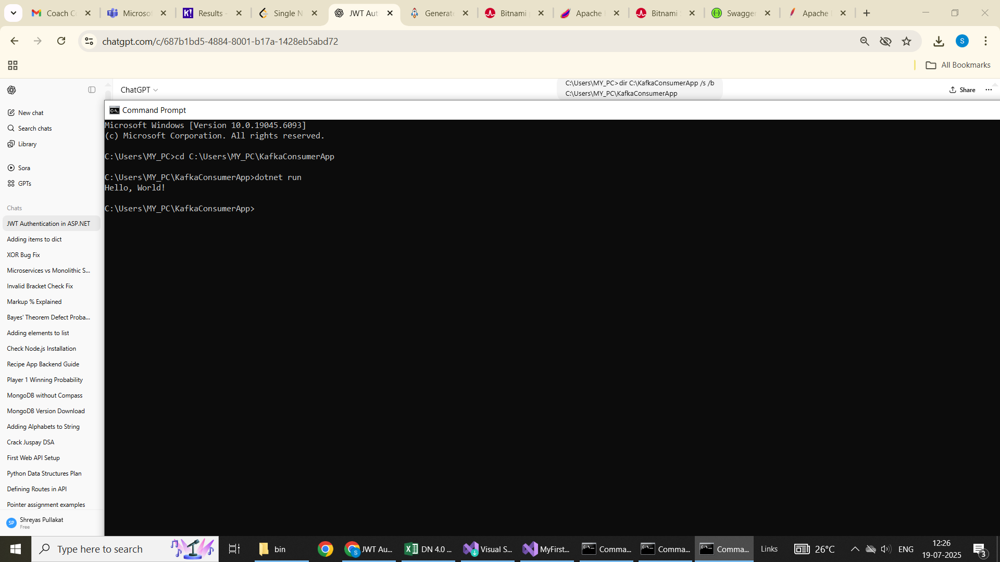 Coach C
Microsof
Results -
Single N
JWT Aut
Generate
Bitnami
Apache
Bitnami
Swagger
Apache
chatgpt.com/c/687b1bd5-4884-8001-b17a-1428eb5abd72
S
All Bookmarks
ChatGPT
C:\Users\MY_PC>dir C:\KafkaConsumerApp /s /b
C:\Users\MY_PC\KafkaConsumerApp
Share
New chat
Search chats
Library
Sora
GPTs
Chats
JWT Authentication in ASP.NET
Adding items to dict
XOR Bug Fix
Microservices vs Monolithic S...
Invalid Bracket Check Fix
Markup % Explained
Bayes' Theorem Defect Proba...
Adding elements to list
Check Node.js Installation
Recipe App Backend Guide
Player 1 Winning Probability
MongoDB without Compass
MongoDB Version Download
Adding Alphabets to String
Crack Juspay DSA
First Web API Setup
Python Data Structures Plan
Defining Routes in API
Pointer assignment examples
SP
Shreyas Pullakat
Free
Command Prompt
Microsoft Windows [Version 10.0.19045.6093]
(c) Microsoft Corporation. All rights reserved.
C:\Users\MY_PC>cd C:\Users\MY_PC\KafkaConsumerApp
C:\Users\MY_PC\KafkaConsumerApp>dotnet run
Hello, World!
C:\Users\MY_PC\KafkaConsumerApp>
Type here to search
bin
JWT Au...
DN 4.0 ...
Visual S...
MyFirst...
Comma...
Comma...
Comma...
Links
26°C
ENG
12:26
19-07-2025
3